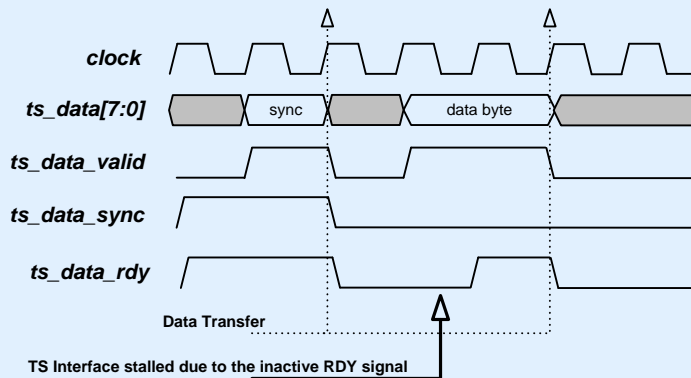 clock
ts_data[7:0]
sync
data byte
ts_data_valid
ts_data_sync
ts_data_rdy
Data Transfer
TS Interface stalled due to the inactive RDY signal